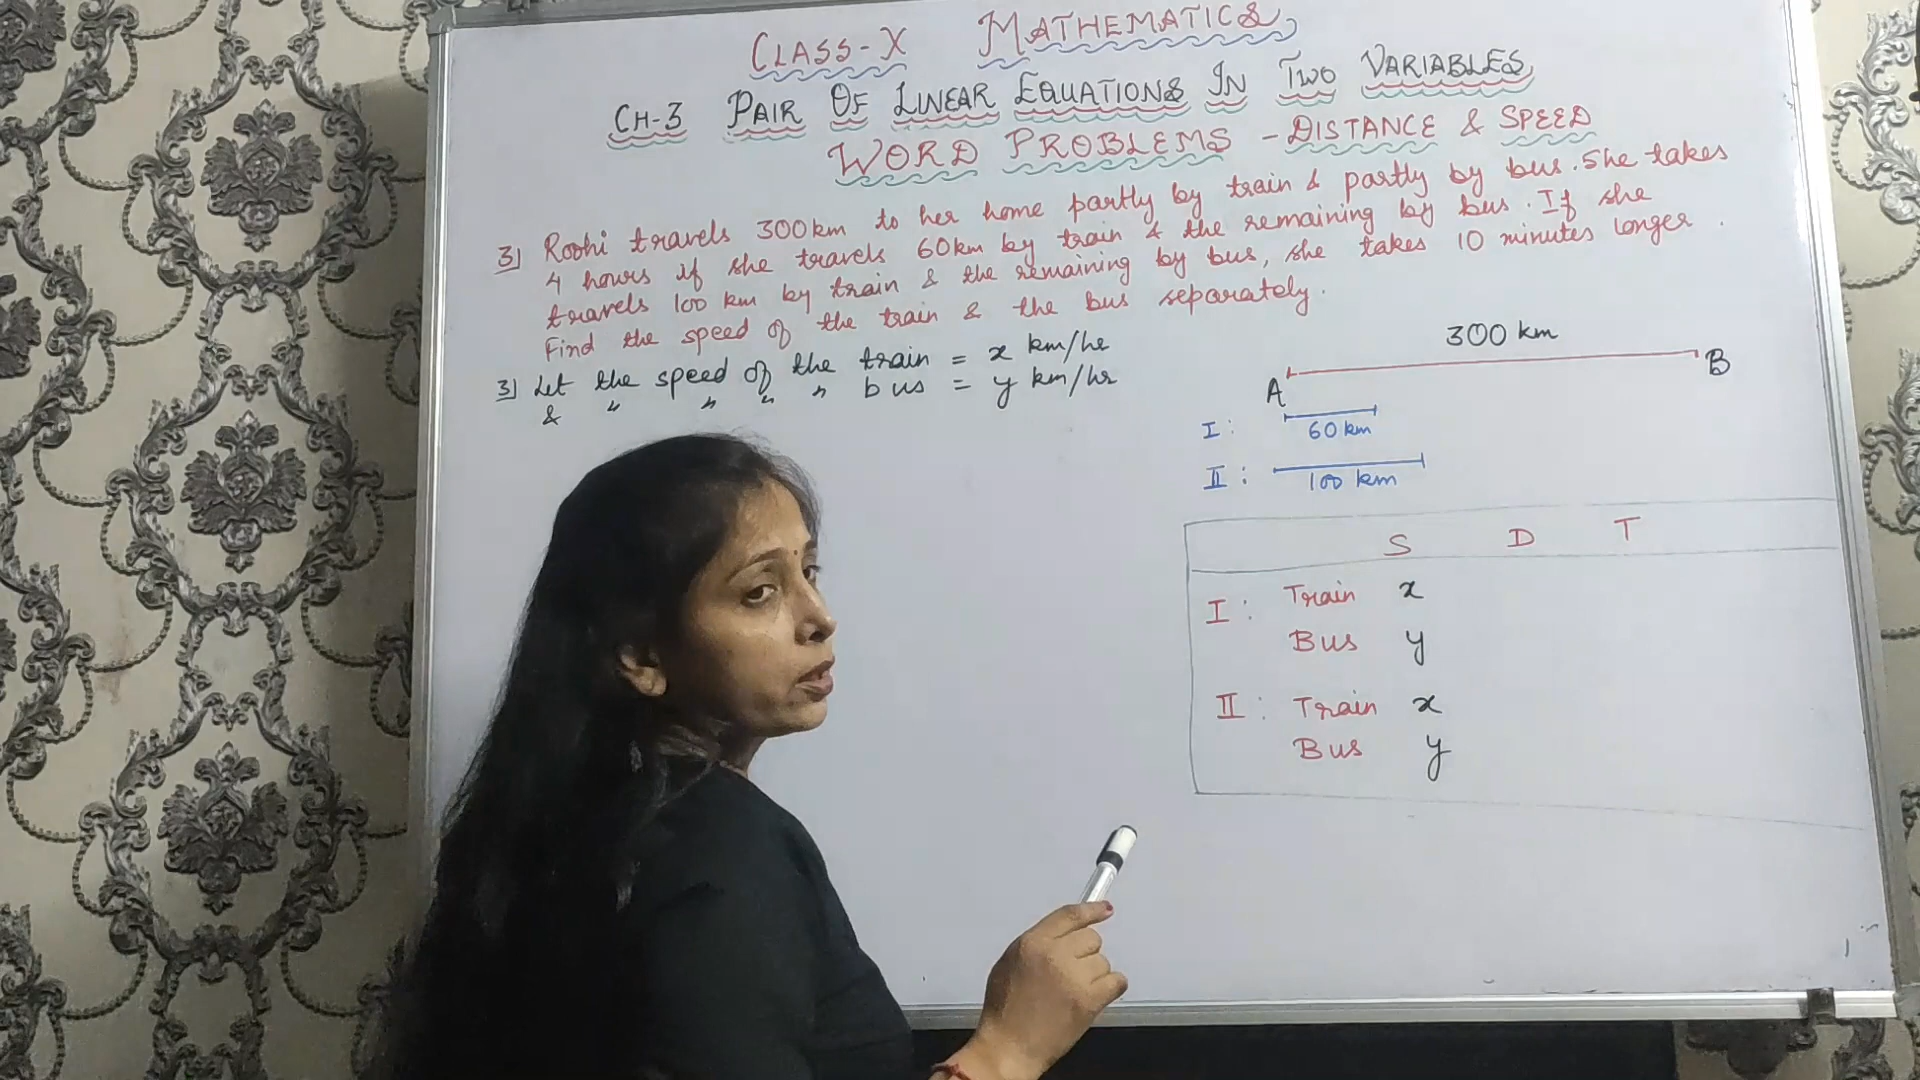 CLASS-X MATHEMATICS
CH-3 PAIR OF LINEAR EQUATIONS IN TWO VARIABLES
WORD PROBLEMS - DISTANCE & SPEED
3] Roohi travels 300km to her home partly by train & partly by bus. She takes
4 hours if she travels 60km by train & the remaining by bus. If she
travels 100 km by train & the remaining by bus, she takes 10 minutes longer.
Find the speed of the train & the bus separately.
3] Let the speed of the train = x km/hr
& " " " " bus = y km/hr
300 km
A B
I: 60 km
II: 100 km
S D T
I: Train x
Bus y
II: Train x
Bus y